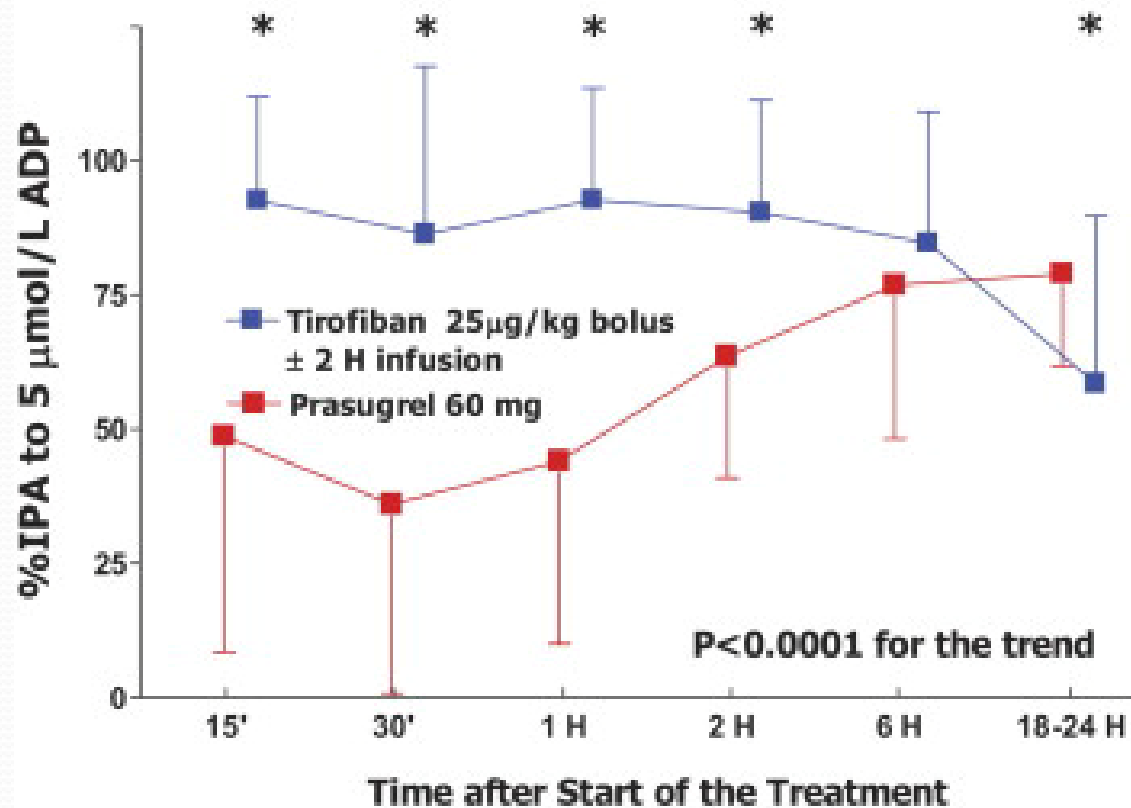 * * * * *
%IPA to 5 μmol/L ADP
100
75
50
25
0
Tirofiban 25μg/kg bolus
± 2 H infusion
Prasugrel 60 mg
P<0.0001 for the trend
15' 30' 1 H 2 H 6 H 18-24 H
Time after Start of the Treatment